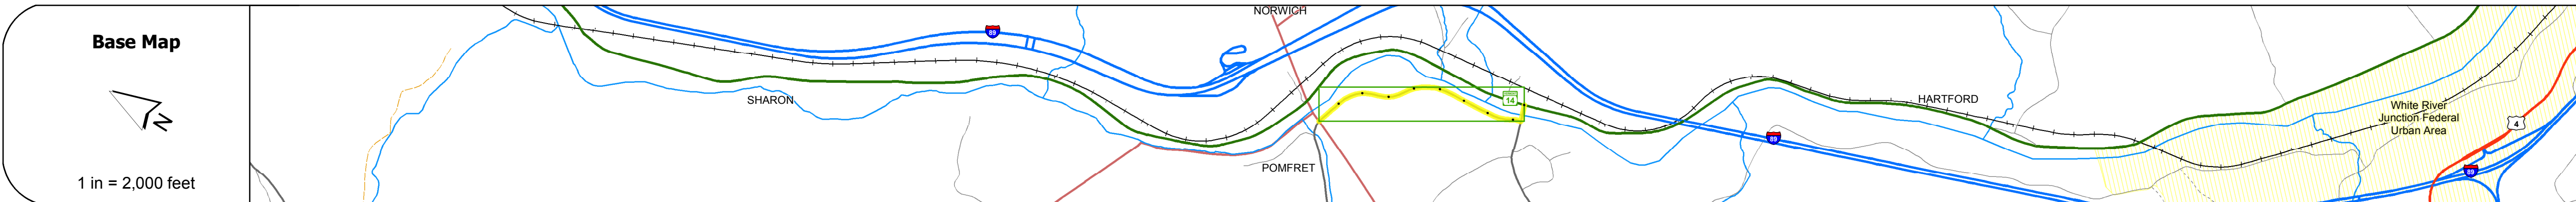 Base Map
N
1 in = 2,000 feet
89
NORWICH
SHARON
14
POMFRET
HARTFORD
89
White River
Junction Federal
Urban Area
4
89